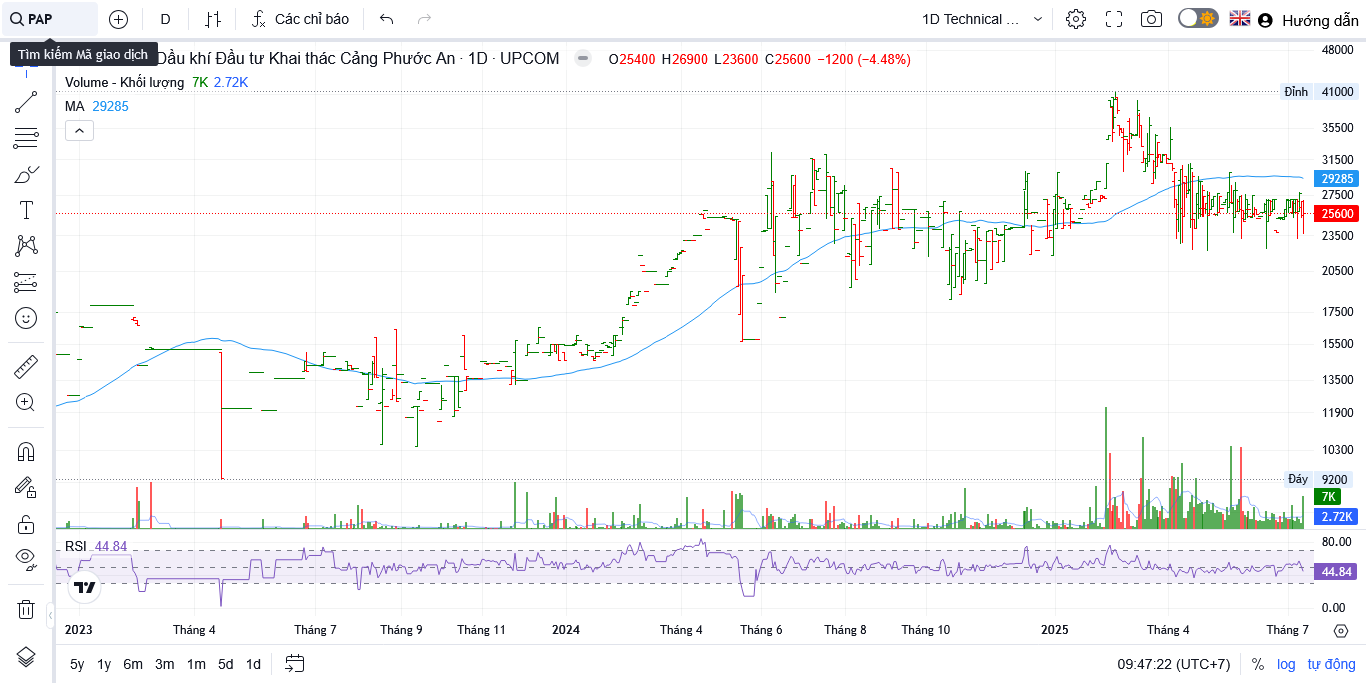 PAP
D
Các chỉ báo
1D Technical ...
Hướng dẫn
Tìm kiếm Mã giao dịch
Dầu khí Đầu tư Khai thác Cảng Phước An · 1D · UPCOM
O25400 H26900 L23600 C25600 −1200 (−4.48%)
Volume - Khối lượng 7K 2.72K
MA 29285
48000
Đỉnh 41000
35500
31500
29285
27500
25600
23500
20500
17500
15500
13500
11900
10300
Đáy 9200
7K
2.72K
RSI 44.84
80.00
44.84
0.00
2023 Tháng 4 Tháng 7 Tháng 9 Tháng 11 2024 Tháng 4 Tháng 6 Tháng 8 Tháng 10 2025 Tháng 4 Tháng 7
5y 1y 6m 3m 1m 5d 1d
09:47:22 (UTC+7) % log tự động